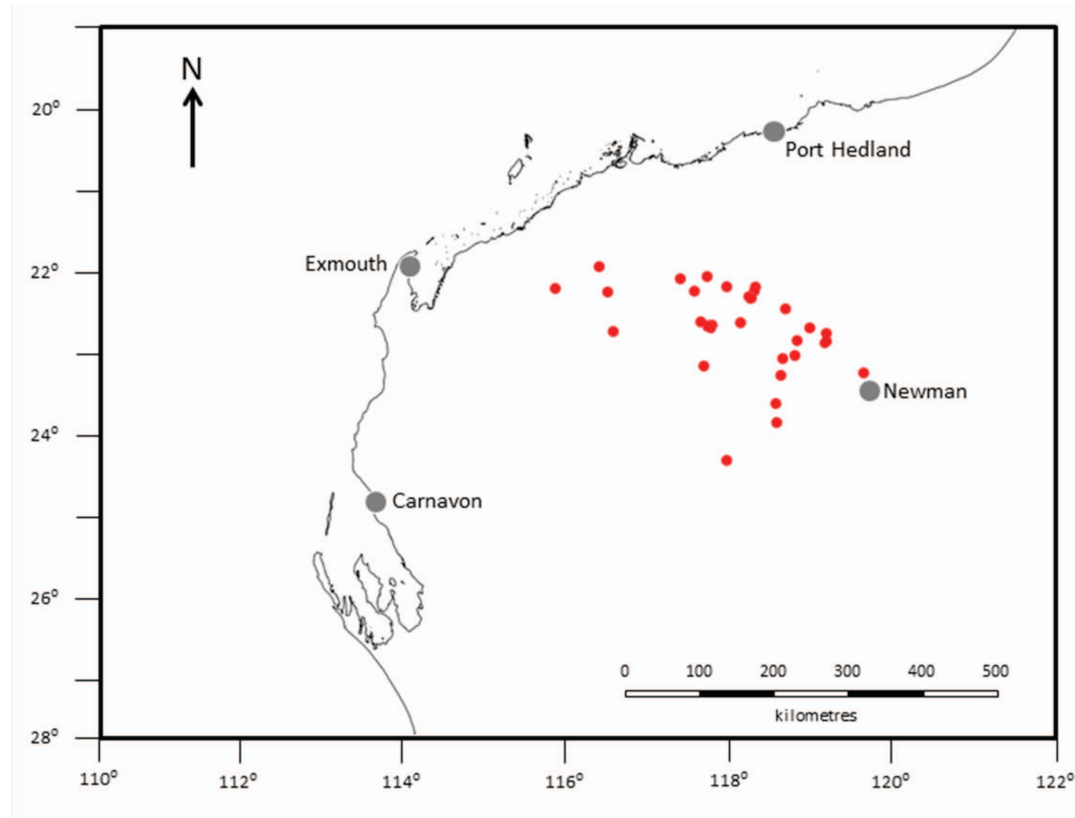 N
20°
Port Hedland
22°
Exmouth
Newman
24°
Carnavon
26°
0 100 200 300 400 500
kilometres
28°
110° 112° 114° 116° 118° 120° 122°